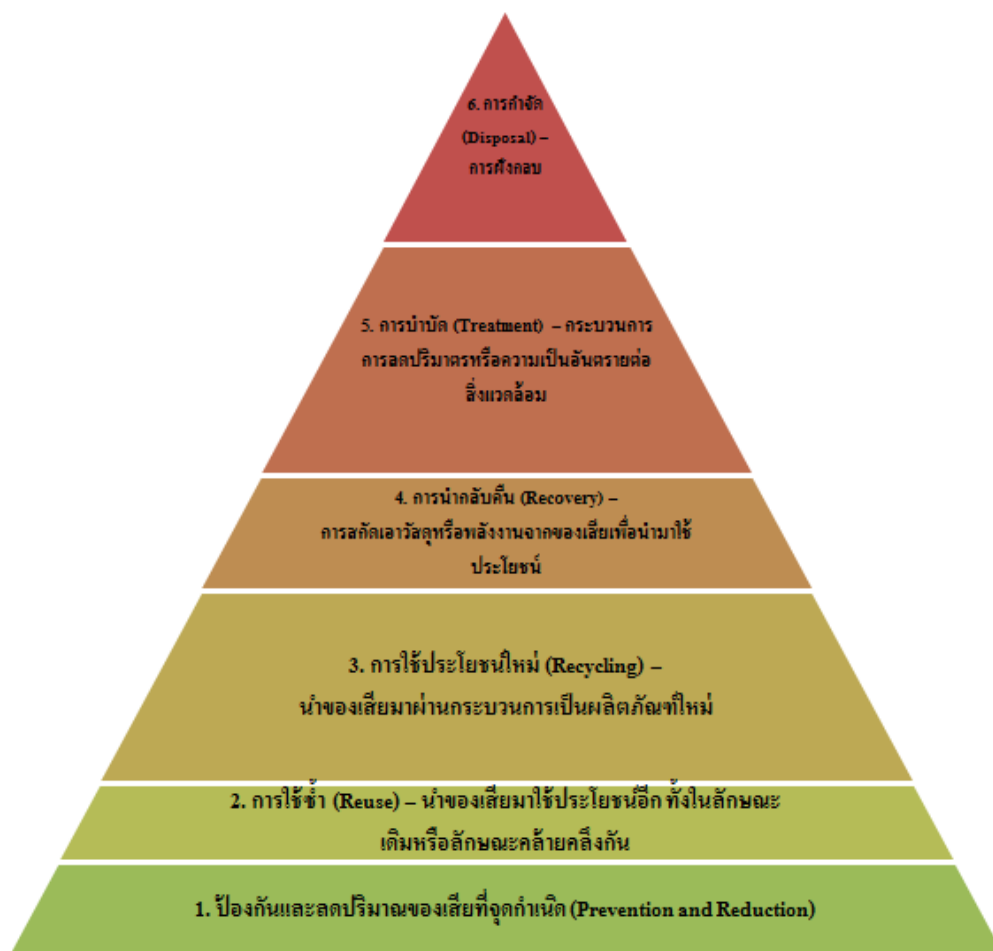 6. การกำจัด
(Disposal) –
การฝังกลบ
5. การบำบัด (Treatment) – กระบวนการ
การลดปริมาตรหรือความเป็นอันตรายต่อ
สิ่งแวดล้อม
4. การนำกลับคืน (Recovery) –
การสกัดเอาวัสดุหรือพลังงานจากของเสียเพื่อนำมาใช้
ประโยชน์
3. การใช้ประโยชน์ใหม่ (Recycling) –
นำของเสียมาผ่านกระบวนการเป็นผลิตภัณฑ์ใหม่
2. การใช้ซ้ำ (Reuse) – นำของเสียมาใช้ประโยชน์อีก ทั้งในลักษณะ
เดิมหรือลักษณะคล้ายคลึงกัน
1. ป้องกันและลดปริมาณของเสียที่จุดกำเนิด (Prevention and Reduction)